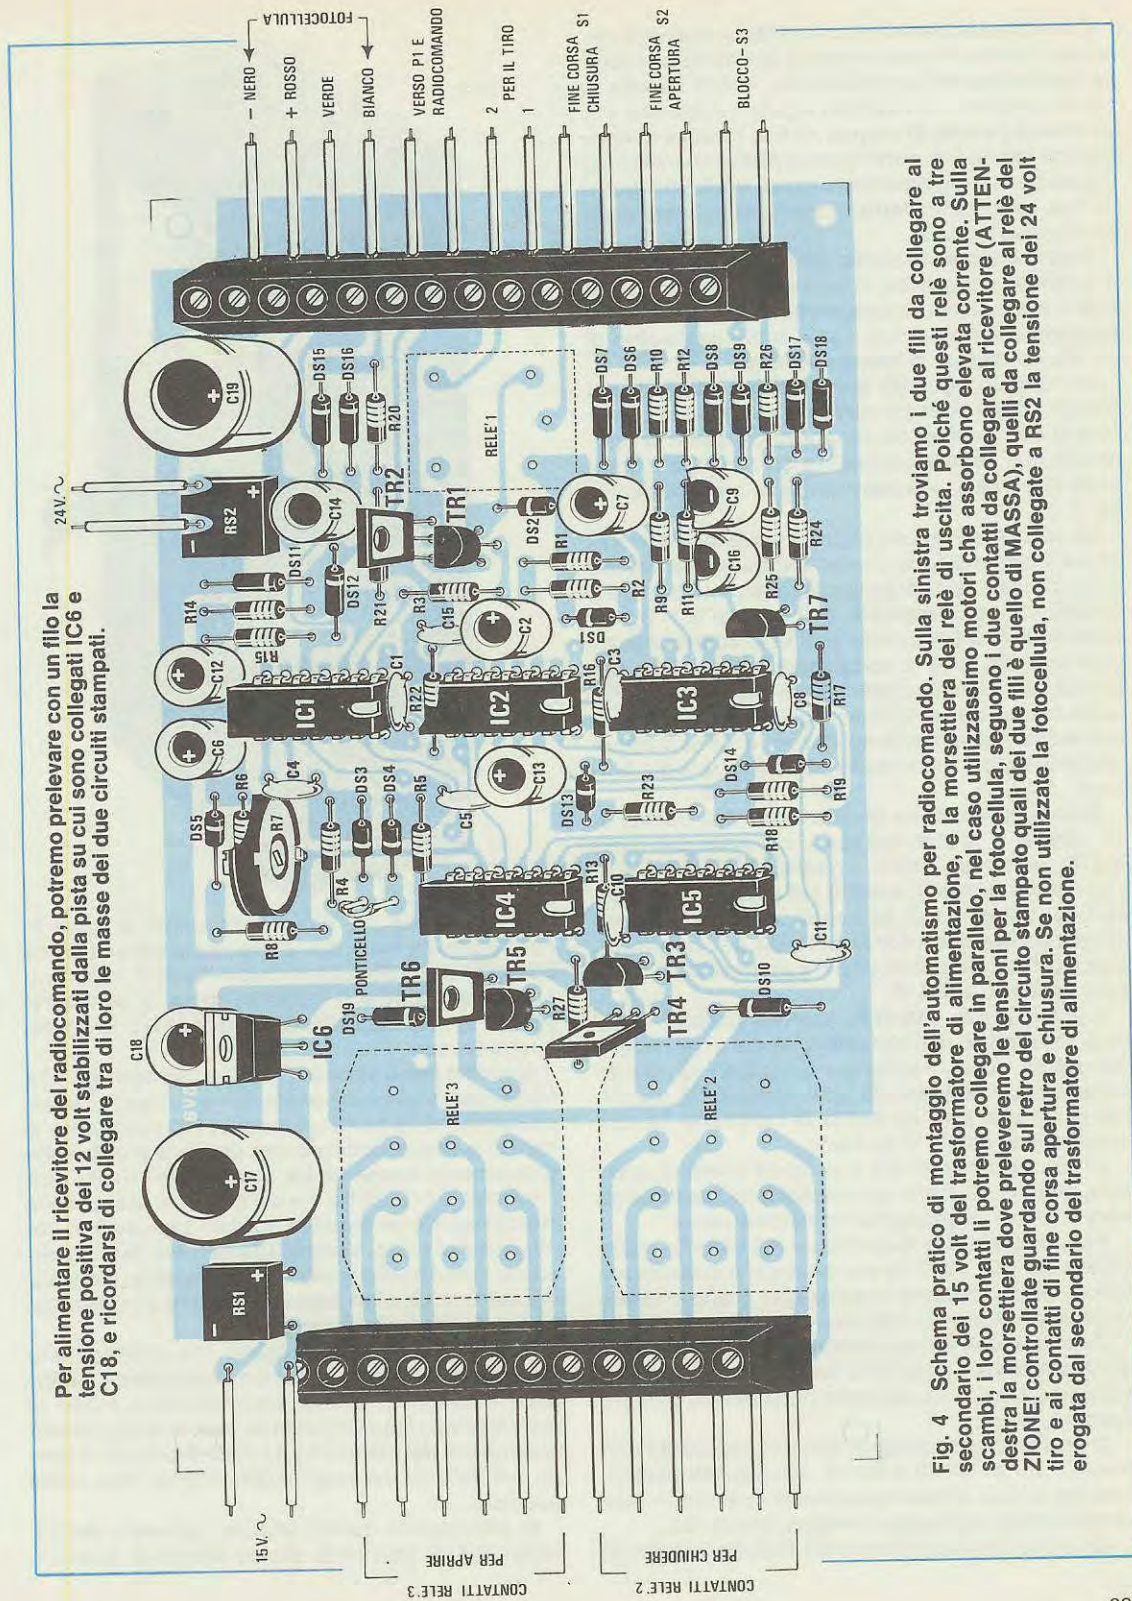 Per alimentare il ricevitore del radiocomando, potremo prelevare con un filo la
tensione positiva dei 12 volt stabilizzati dalla pista su cui sono collegati IC6 e
C18, e ricordarsi di collegare tra di loro le masse dei due circuiti stampati.
24V. ~
15V. ~
FOTOCELLULA
- NERO
+ ROSSO
VERDE
BIANCO
VERSO P1 E
RADIOCOMANDO
2
PER IL TIRO
1
FINE CORSA S1
CHIUSURA
FINE CORSA S2
APERTURA
BLOCCO - S3
CONTATTI RELE'.3
PER APRIRE
CONTATTI RELE'.2
PER CHIUDERE
RS1
C17
C18
IC6
R8
DS5
R6
R7
C4
C6
C12
R15
R14
DS11
DS12
RS2
C14
C19
DS15
DS16
R20
R21
TR2
TR1
RELE'1
IC1
C1
R22
R3
C15
C2
IC2
R4
DS3
DS4
R5
PONTICELLO
C5
C13
IC4
DS19
TR6
TR5
RELE'3
R27
TR4
TR3
RELE'2
R13
C10
IC5
C11
DS10
DS13
R23
R16
C3
IC3
C8
DS14
R18
R19
R17
TR7
DS1
R2
R1
DS2
C7
R9
R11
C16
C9
R25
R24
DS7
DS6
R10
R12
DS8
DS9
R26
DS17
DS18
Fig. 4 Schema pratico di montaggio dell'automatismo per radiocomando. Sulla sinistra troviamo i due fili da collegare al
secondario dei 15 volt del trasformatore di alimentazione, e la morsettiera dei relè di uscita. Poiché questi relè sono a tre
scambi, i loro contatti li potremo collegare in parallelo, nel caso utilizzassimo motori che assorbono elevata corrente. Sulla
destra la morsettiera dove preleveremo le tensioni per la fotocellula, seguono i due contatti da collegare al ricevitore (ATTEN-
ZIONE! controllate guardando sul retro del circuito stampato quali dei due fili è quello di MASSA), quelli da collegare al relè del
tiro e ai contatti di fine corsa apertura e chiusura. Se non utilizzate la fotocellula, non collegate a RS2 la tensione dei 24 volt
erogata dal secondario del trasformatore di alimentazione.